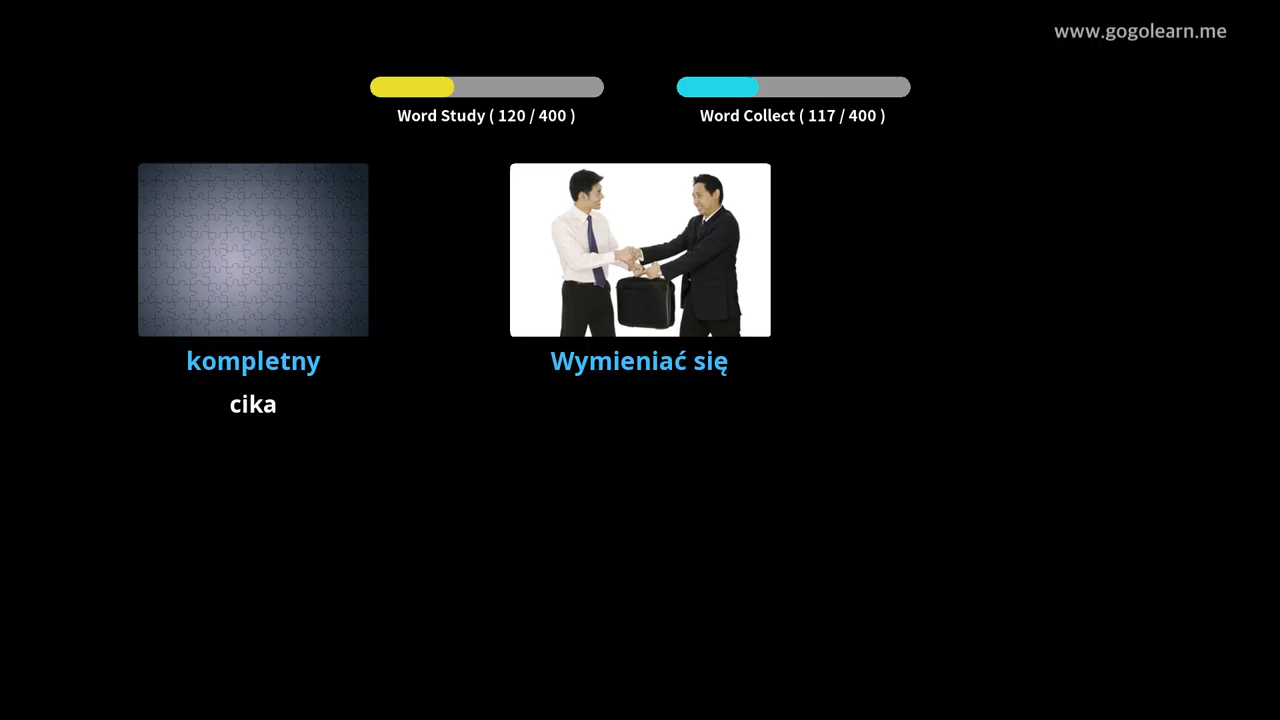 www.gogolearn.me
Word Study ( 120 / 400 )
Word Collect ( 117 / 400 )
kompletny
Wymieniać się
cika